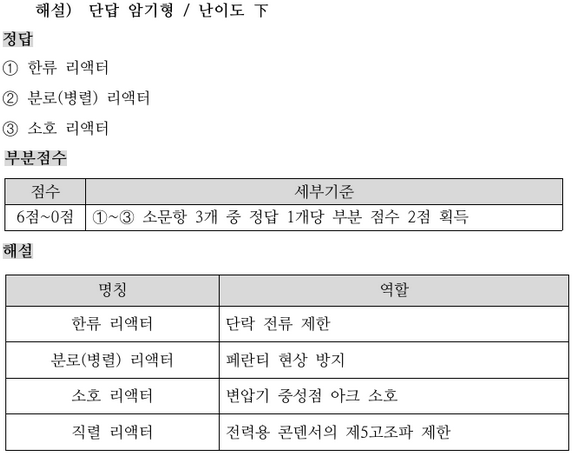 해설) 단답 암기형 / 난이도 下
정답
① 한류 리액터
② 분로(병렬) 리액터
③ 소호 리액터
부분점수
점수 세부기준
6점~0점 ①~③ 소문항 3개 중 정답 1개당 부분 점수 2점 획득
해설
명칭 역할
한류 리액터 단락 전류 제한
분로(병렬) 리액터 페란티 현상 방지
소호 리액터 변압기 중성점 아크 소호
직렬 리액터 전력용 콘덴서의 제5고조파 제한